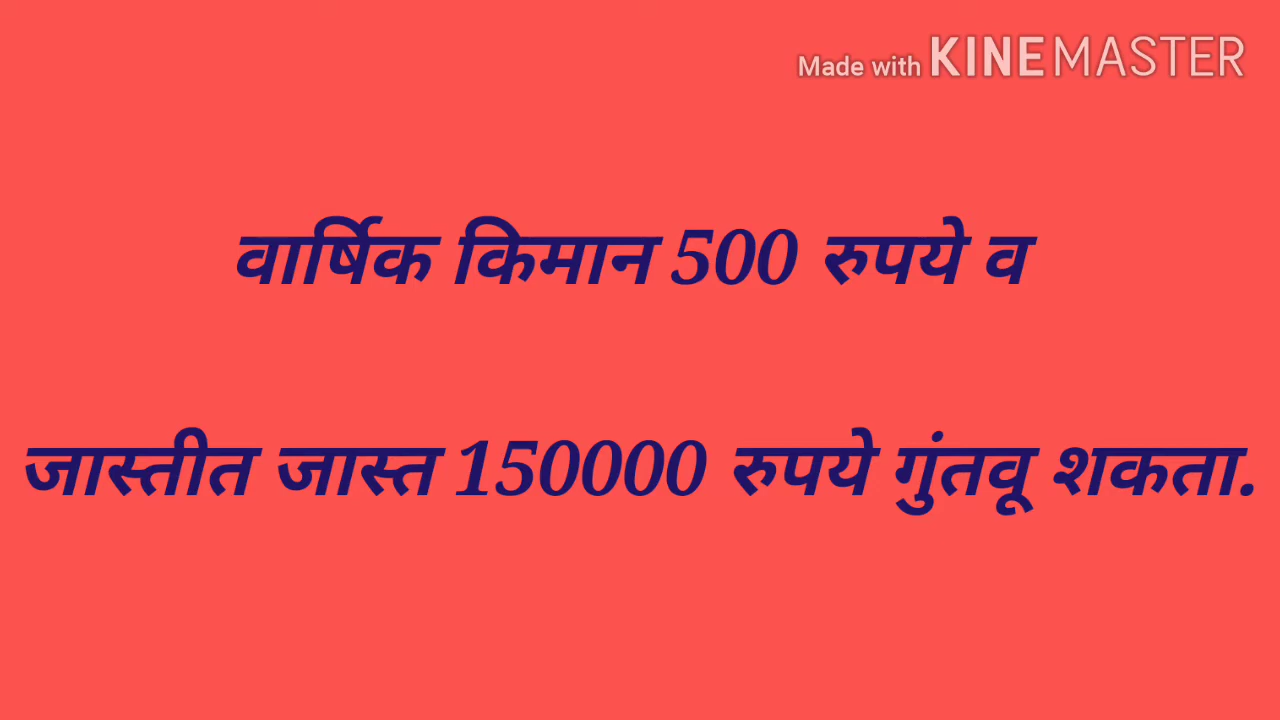 Made with KINEMASTER
वार्षिक किमान 500 रुपये व
जास्तीत जास्त 150000 रुपये गुंतवू शकता.